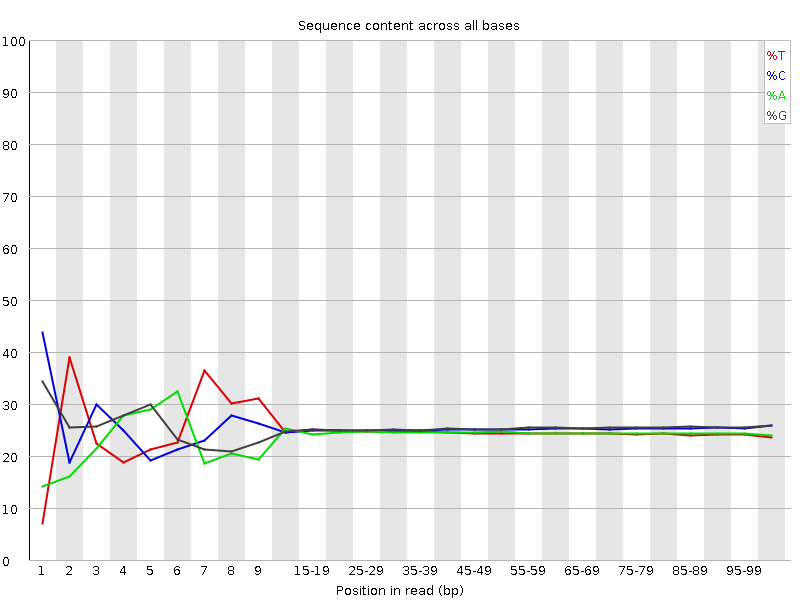 Sequence content across all bases
100
90
80
70
60
50
40
30
20
10
0
%T
%C
%A
%G
1 2 3 4 5 6 7 8 9 15-19 25-29 35-39 45-49 55-59 65-69 75-79 85-89 95-99
Position in read (bp)